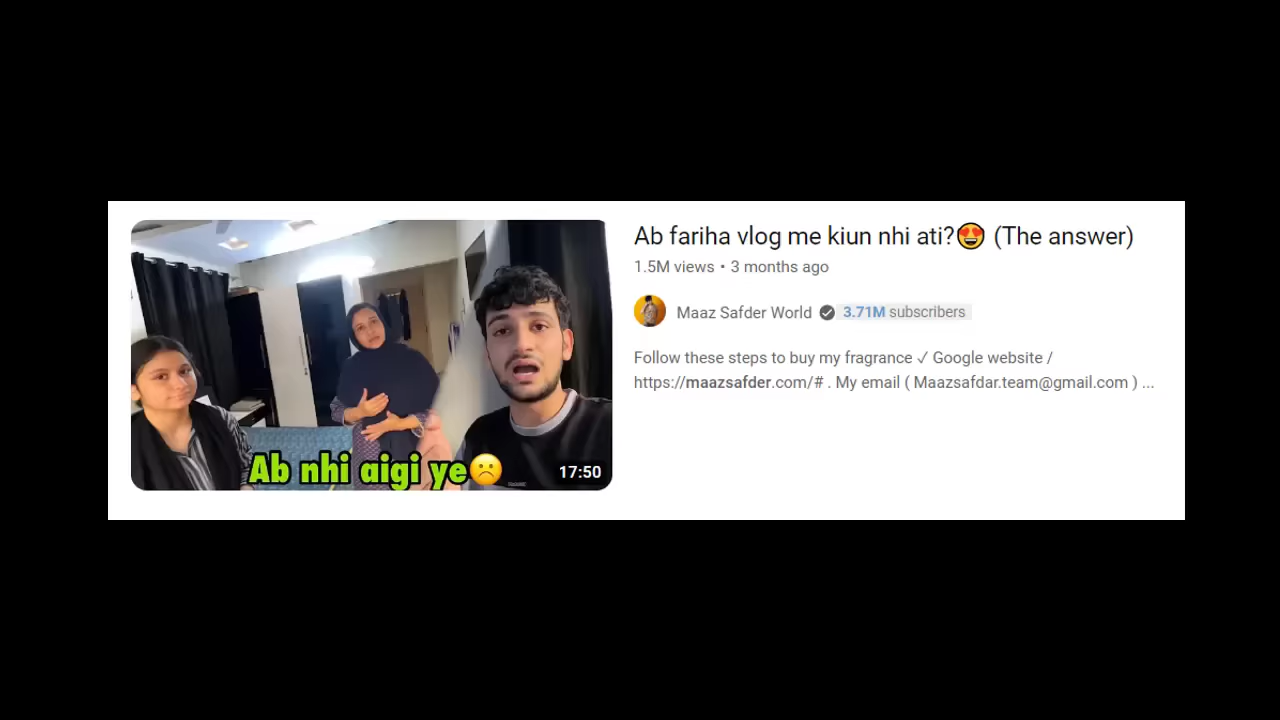 Ab fariha vlog me kiun nhi ati?😍 (The answer)
1.5M views • 3 months ago
Maaz Safder World 3.71M subscribers
Follow these steps to buy my fragrance ✓ Google website /
https://maazsafder.com/# . My email ( Maazsafdar.team@gmail.com ) ...
Ab nhi aigi ye☹️
17:50